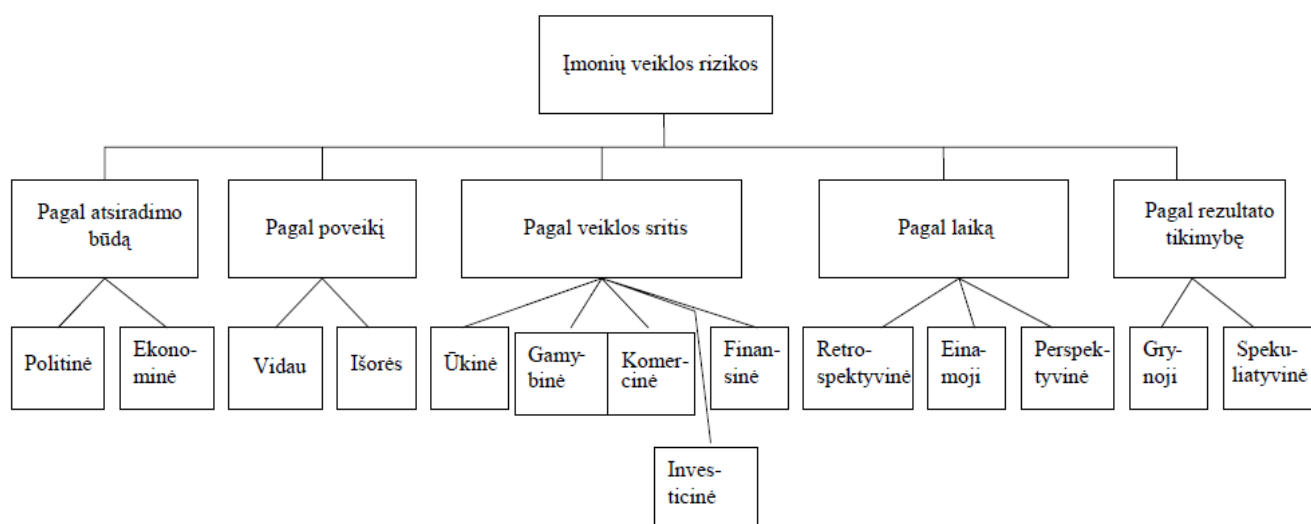 Įmonių veiklos rizikos
Pagal atsiradimo
būdą
Pagal poveikį
Pagal veiklos sritis
Pagal laiką
Pagal rezultato
tikimybę
Politinė
Ekono-
minė
Vidau
Išorės
Ūkinė
Gamy-
binė
Komer-
cinė
Finan-
sinė
Retro-
spektyvinė
Eina-
moji
Perspek-
tyvinė
Gry-
noji
Speku-
liatyvinė
Inves-
ticinė